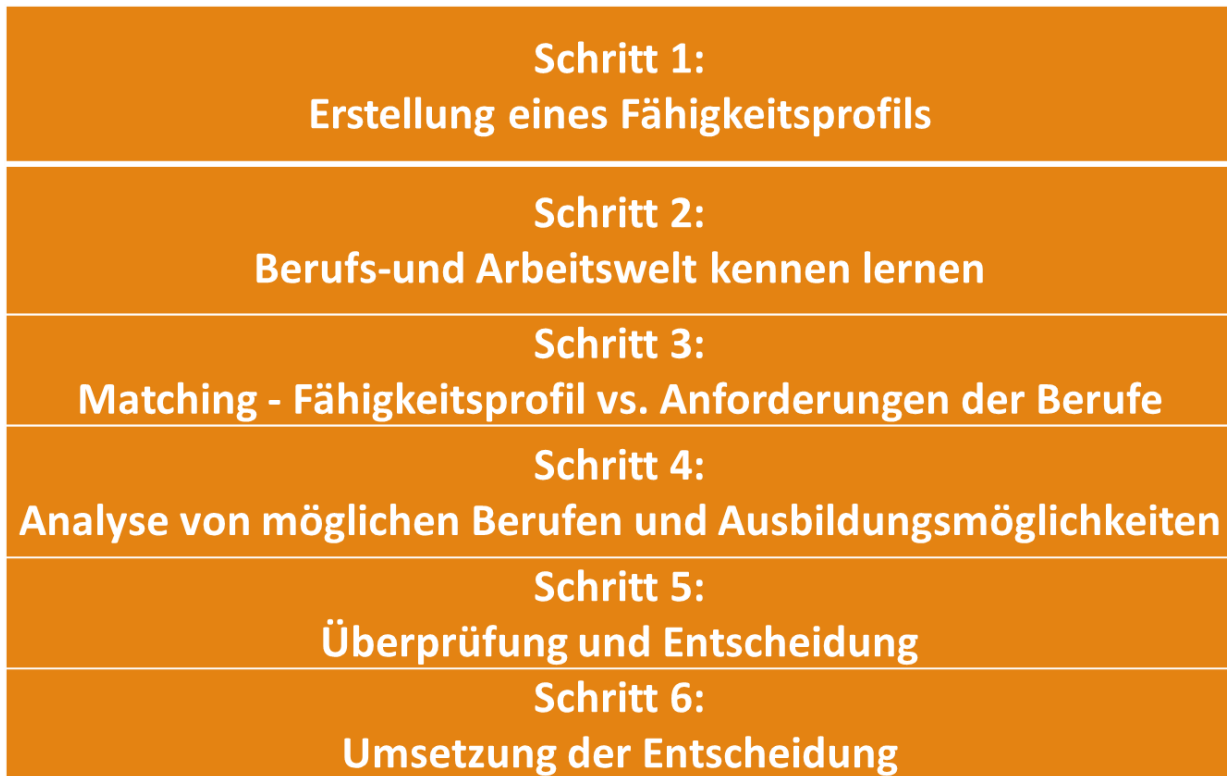 Schritt 1:
Erstellung eines Fähigkeitsprofils
Schritt 2:
Berufs-und Arbeitswelt kennen lernen
Schritt 3:
Matching - Fähigkeitsprofil vs. Anforderungen der Berufe
Schritt 4:
Analyse von möglichen Berufen und Ausbildungsmöglichkeiten
Schritt 5:
Überprüfung und Entscheidung
Schritt 6:
Umsetzung der Entscheidung